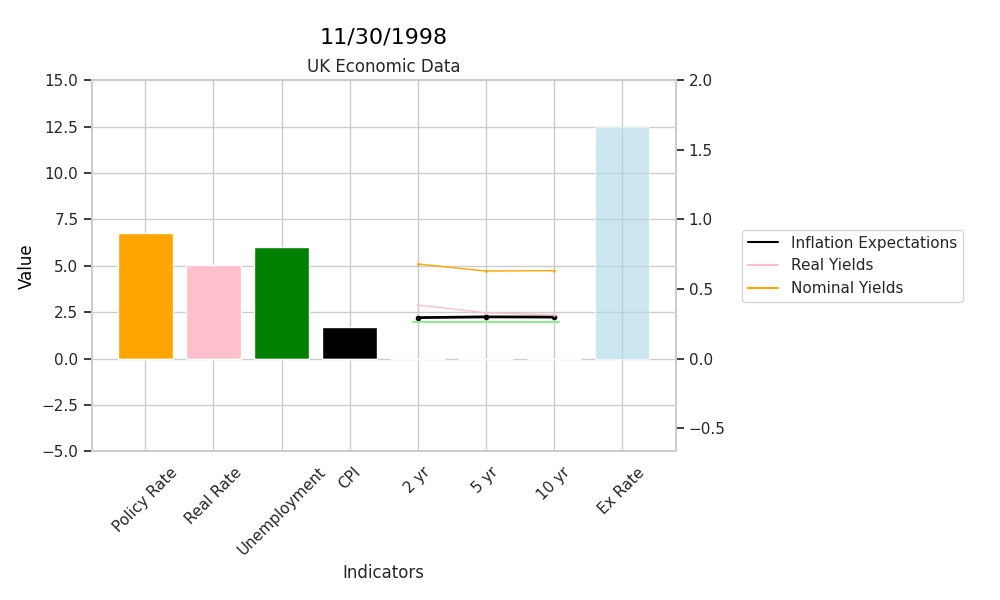 11/30/1998
UK Economic Data
15.0
12.5
10.0
7.5
5.0
2.5
0.0
−2.5
−5.0
Value
2.0
1.5
1.0
0.5
0.0
−0.5
Inflation Expectations
Real Yields
Nominal Yields
Policy Rate
Real Rate
Unemployment
CPI
2 yr
5 yr
10 yr
Ex Rate
Indicators